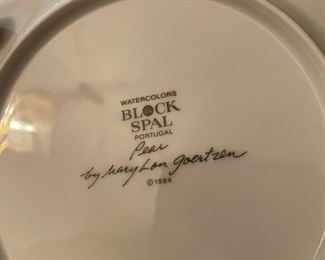 WATERCOLORS
BLOCK
SPAL
PORTUGAL
Pear
by Mary Lou Goertzen
© 1984